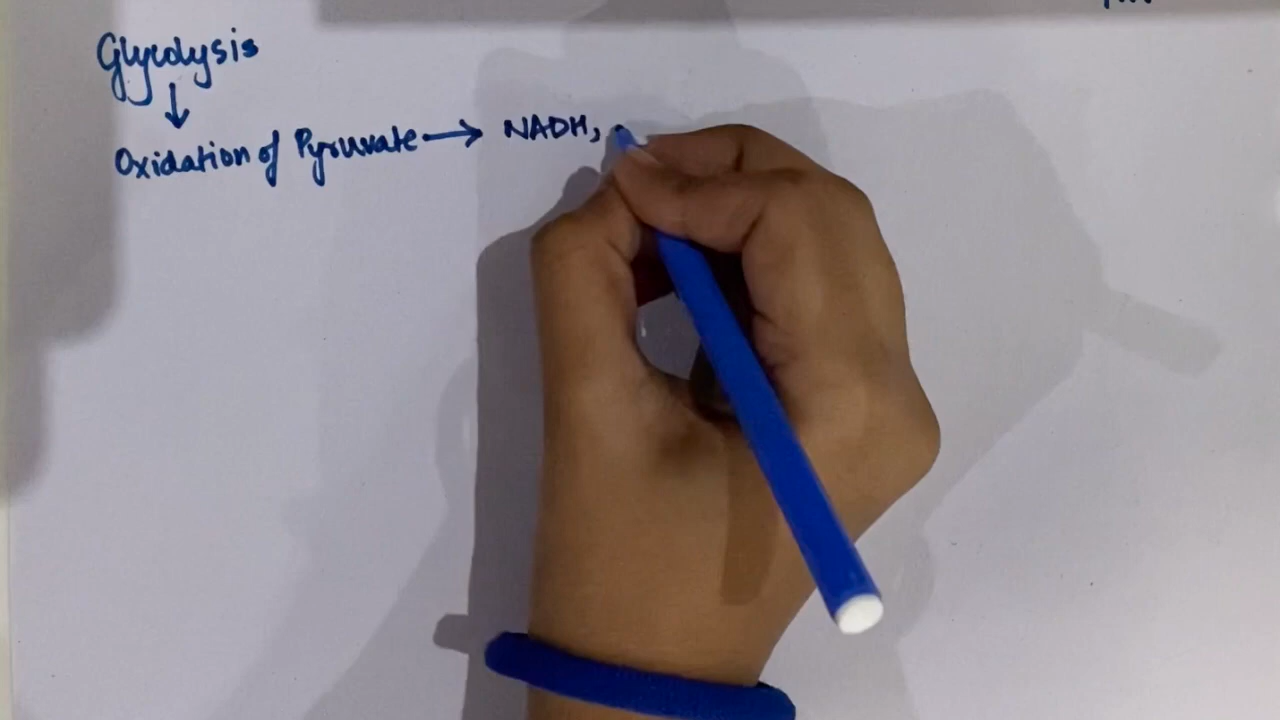 Glycolysis
↓
Oxidation of Pyruvate → NADH,